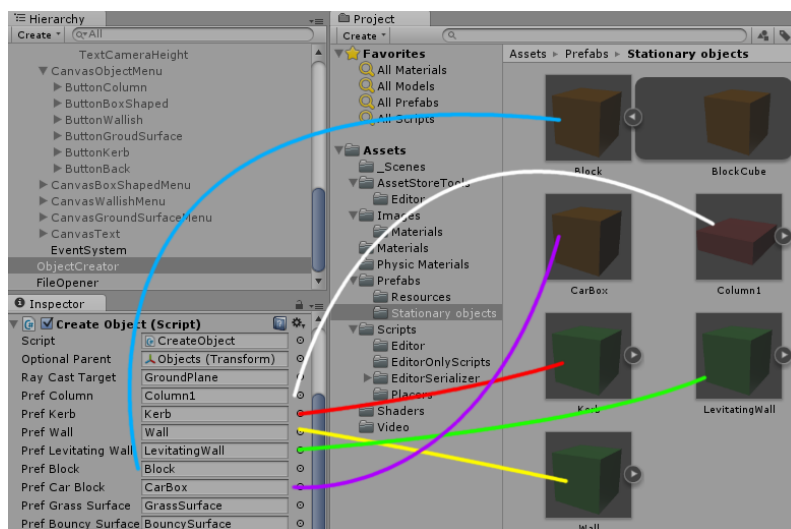 Hierarchy
Create
All
TextCameraHeight
CanvasObjectMenu
ButtonColumn
ButtonBoxShaped
ButtonWallish
ButtonGroudSurface
ButtonKerb
ButtonBack
CanvasBoxShapedMenu
CanvasWallishMenu
CanvasGroundSurfaceMenu
CanvasText
EventSystem
ObjectCreator
FileOpener
Inspector
Create Object (Script)
Script CreateObject
Optional Parent Objects (Transform)
Ray Cast Target GroundPlane
Pref Column Column1
Pref Kerb Kerb
Pref Wall Wall
Pref Levitating Wall LevitatingWall
Pref Block Block
Pref Car Block CarBox
Pref Grass Surface GrassSurface
Pref Bouncy Surface BouncySurface
Project
Create
Favorites
All Materials
All Models
All Prefabs
All Scripts
Assets
_Scenes
AssetStoreTools
Editor
Images
Materials
Materials
Physic Materials
Prefabs
Resources
Stationary objects
Scripts
Editor
EditorOnlyScripts
EditorSerializer
Placers
Shaders
Video
Assets Prefabs Stationary objects
Block BlockCube
CarBox Column1
Kerb LevitatingWall
Wall